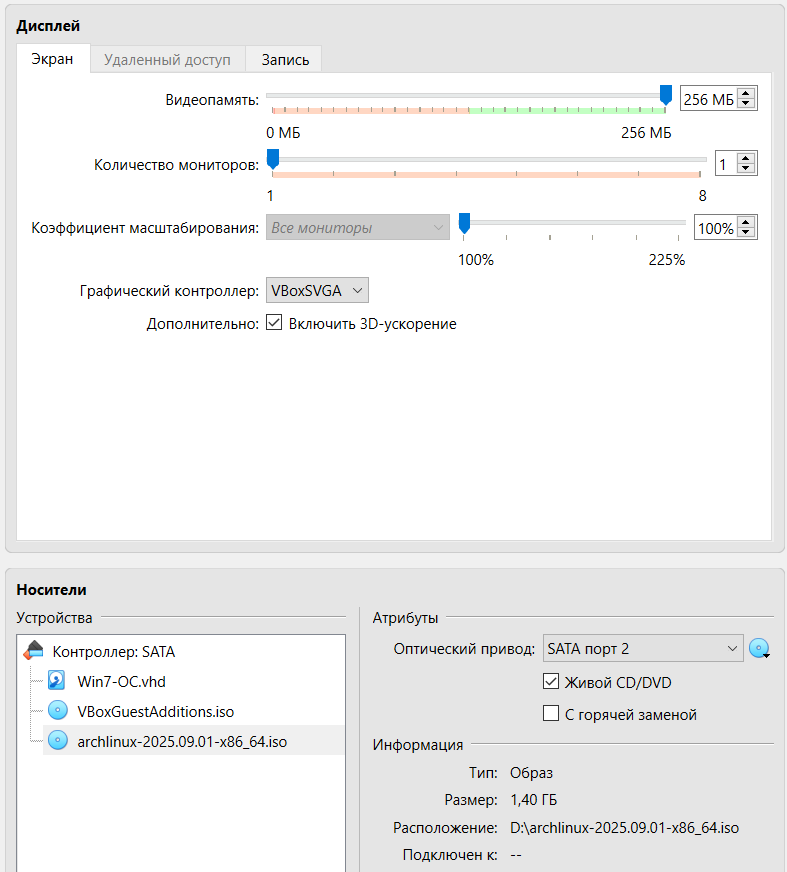 Дисплей
Экран Удаленный доступ Запись
Видеопамять: 256 МБ
0 МБ 256 МБ
Количество мониторов: 1
1 8
Коэффициент масштабирования: Все мониторы 100%
100% 225%
Графический контроллер: VBoxSVGA
Дополнительно: Включить 3D-ускорение
Носители
Устройства
Контроллер: SATA
Win7-OC.vhd
VBoxGuestAdditions.iso
archlinux-2025.09.01-x86_64.iso
Атрибуты
Оптический привод: SATA порт 2
Живой CD/DVD
С горячей заменой
Информация
Тип: Образ
Размер: 1,40 ГБ
Расположение: D:\archlinux-2025.09.01-x86_64.iso
Подключен к: --